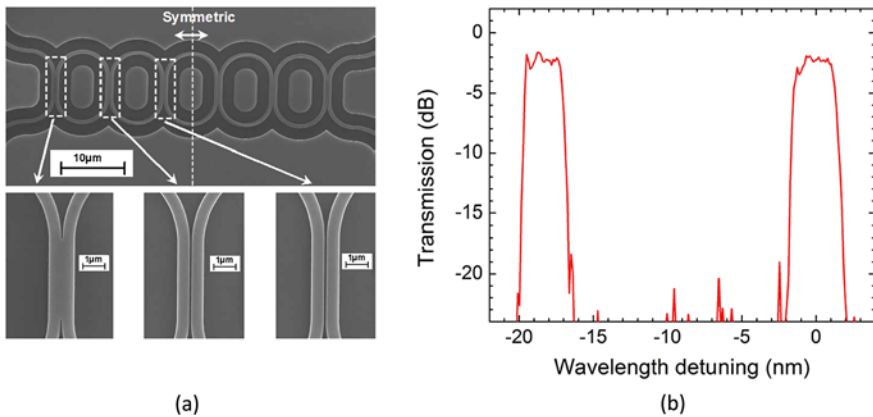 Symmetric
10µm
1µm
1µm
1µm
(a)
0
-5
-10
-15
-20
Transmission (dB)
-20
-15
-10
-5
0
Wavelength detuning (nm)
(b)